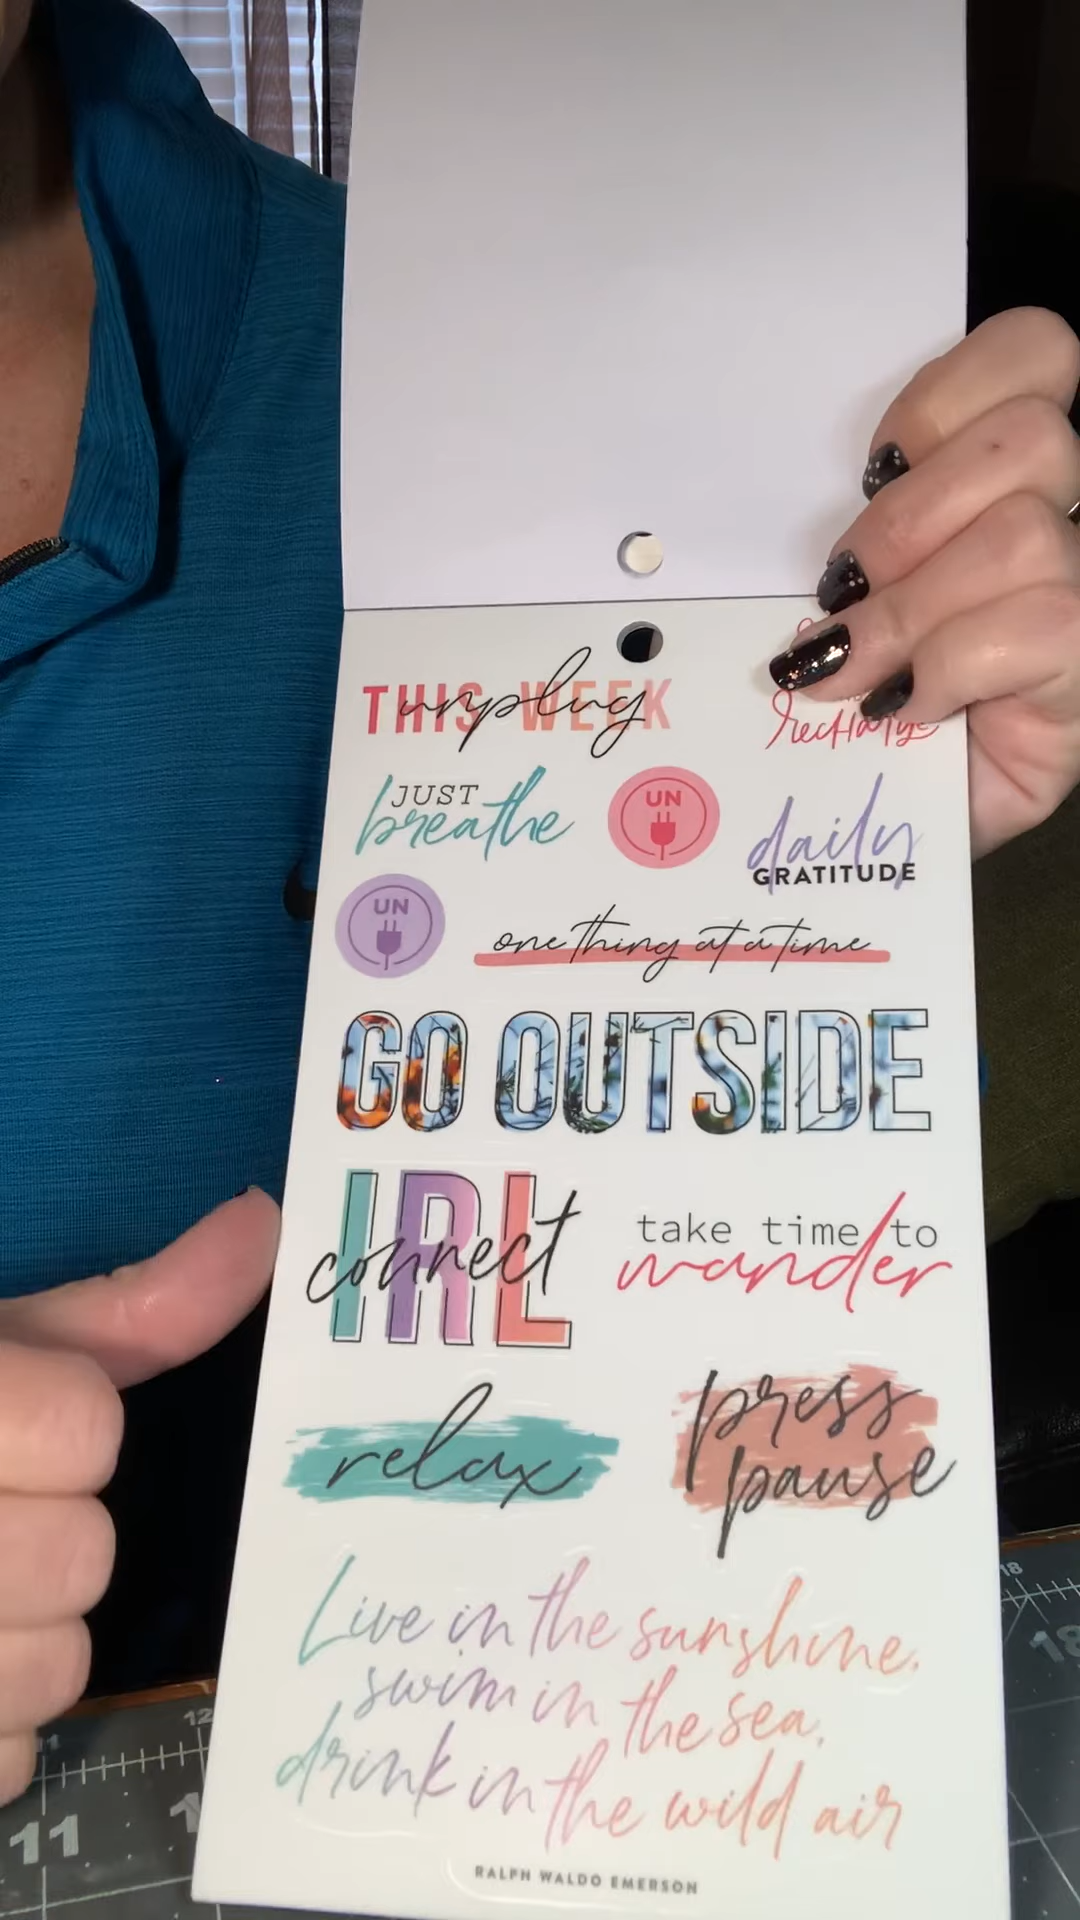 THIS WEEK
unplug
recharge
JUST
breathe
UN
daily
GRATITUDE
UN
one thing at a time
GO OUTSIDE
IRL
connect
take time to
wander
relax
press
pause
Live in the sunshine,
swim in the sea,
drink in the wild air
RALPH WALDO EMERSON
18
12
11
11
1